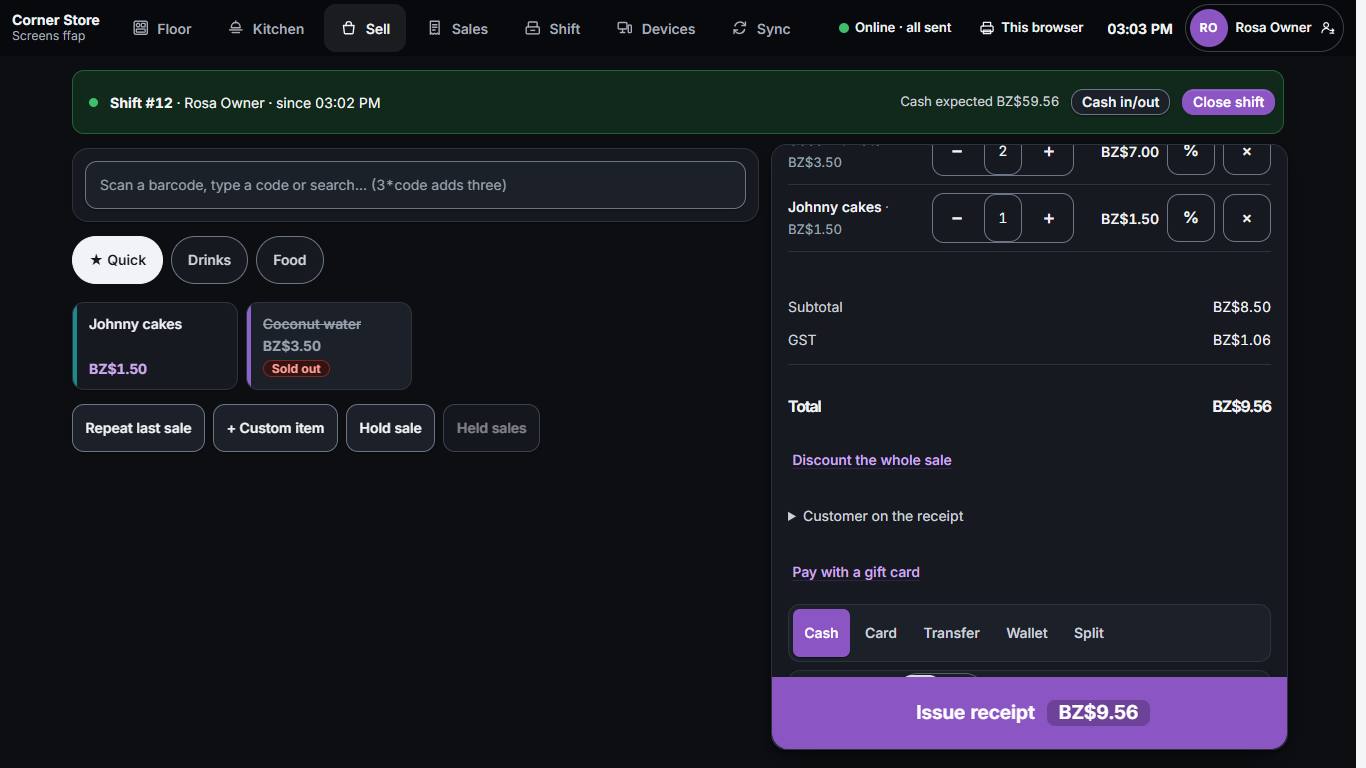 Corner Store
Screens ffap
Floor
Kitchen
Sell
Sales
Shift
Devices
Sync
Online · all sent
This browser
03:03 PM
RO
Rosa Owner
Shift #12 · Rosa Owner · since 03:02 PM
Cash expected BZ$59.56
Cash in/out
Close shift
Scan a barcode, type a code or search... (3*code adds three)
★ Quick
Drinks
Food
Johnny cakes
BZ$1.50
Coconut water
BZ$3.50
Sold out
Repeat last sale
+ Custom item
Hold sale
Held sales
BZ$3.50
− 2 + BZ$7.00 % ×
Johnny cakes ·
BZ$1.50
− 1 + BZ$1.50 % ×
Subtotal BZ$8.50
GST BZ$1.06
Total BZ$9.56
Discount the whole sale
▶ Customer on the receipt
Pay with a gift card
Cash
Card
Transfer
Wallet
Split
Issue receipt BZ$9.56